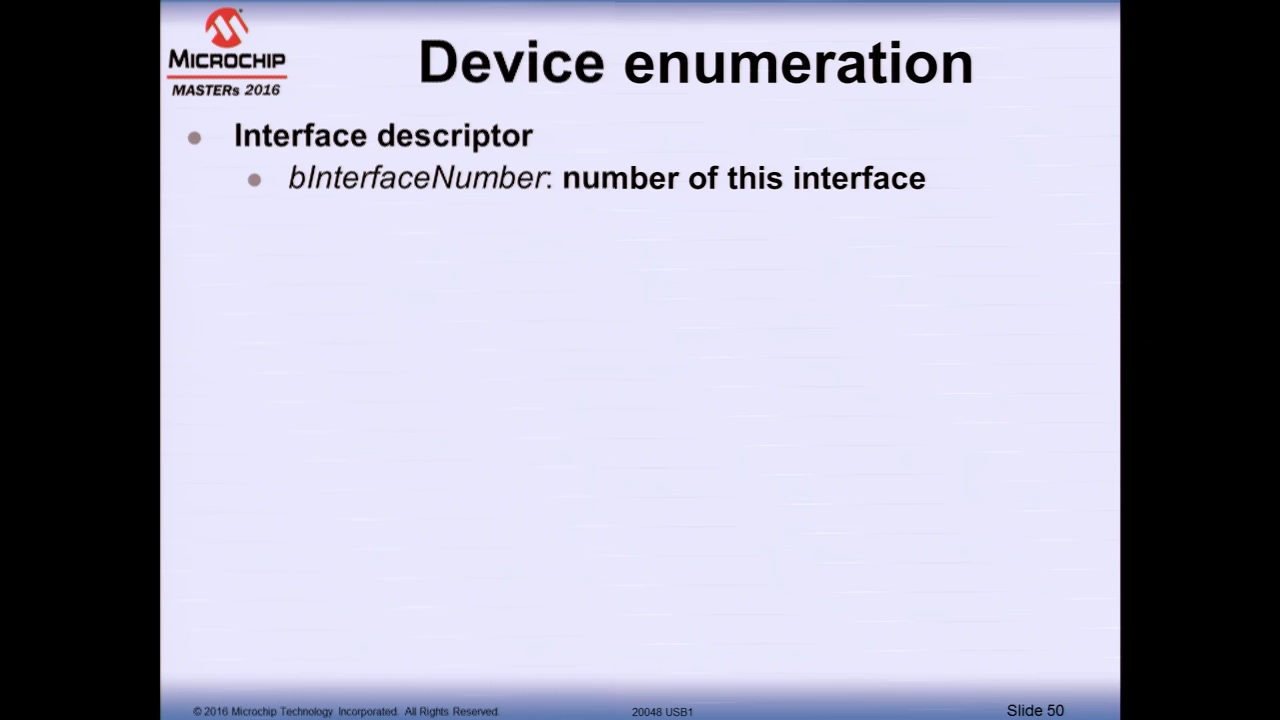 MICROCHIP
MASTERs 2016
Device enumeration
Interface descriptor
bInterfaceNumber: number of this interface
© 2016 Microchip Technology Incorporated. All Rights Reserved.
20048 USB1
Slide 50